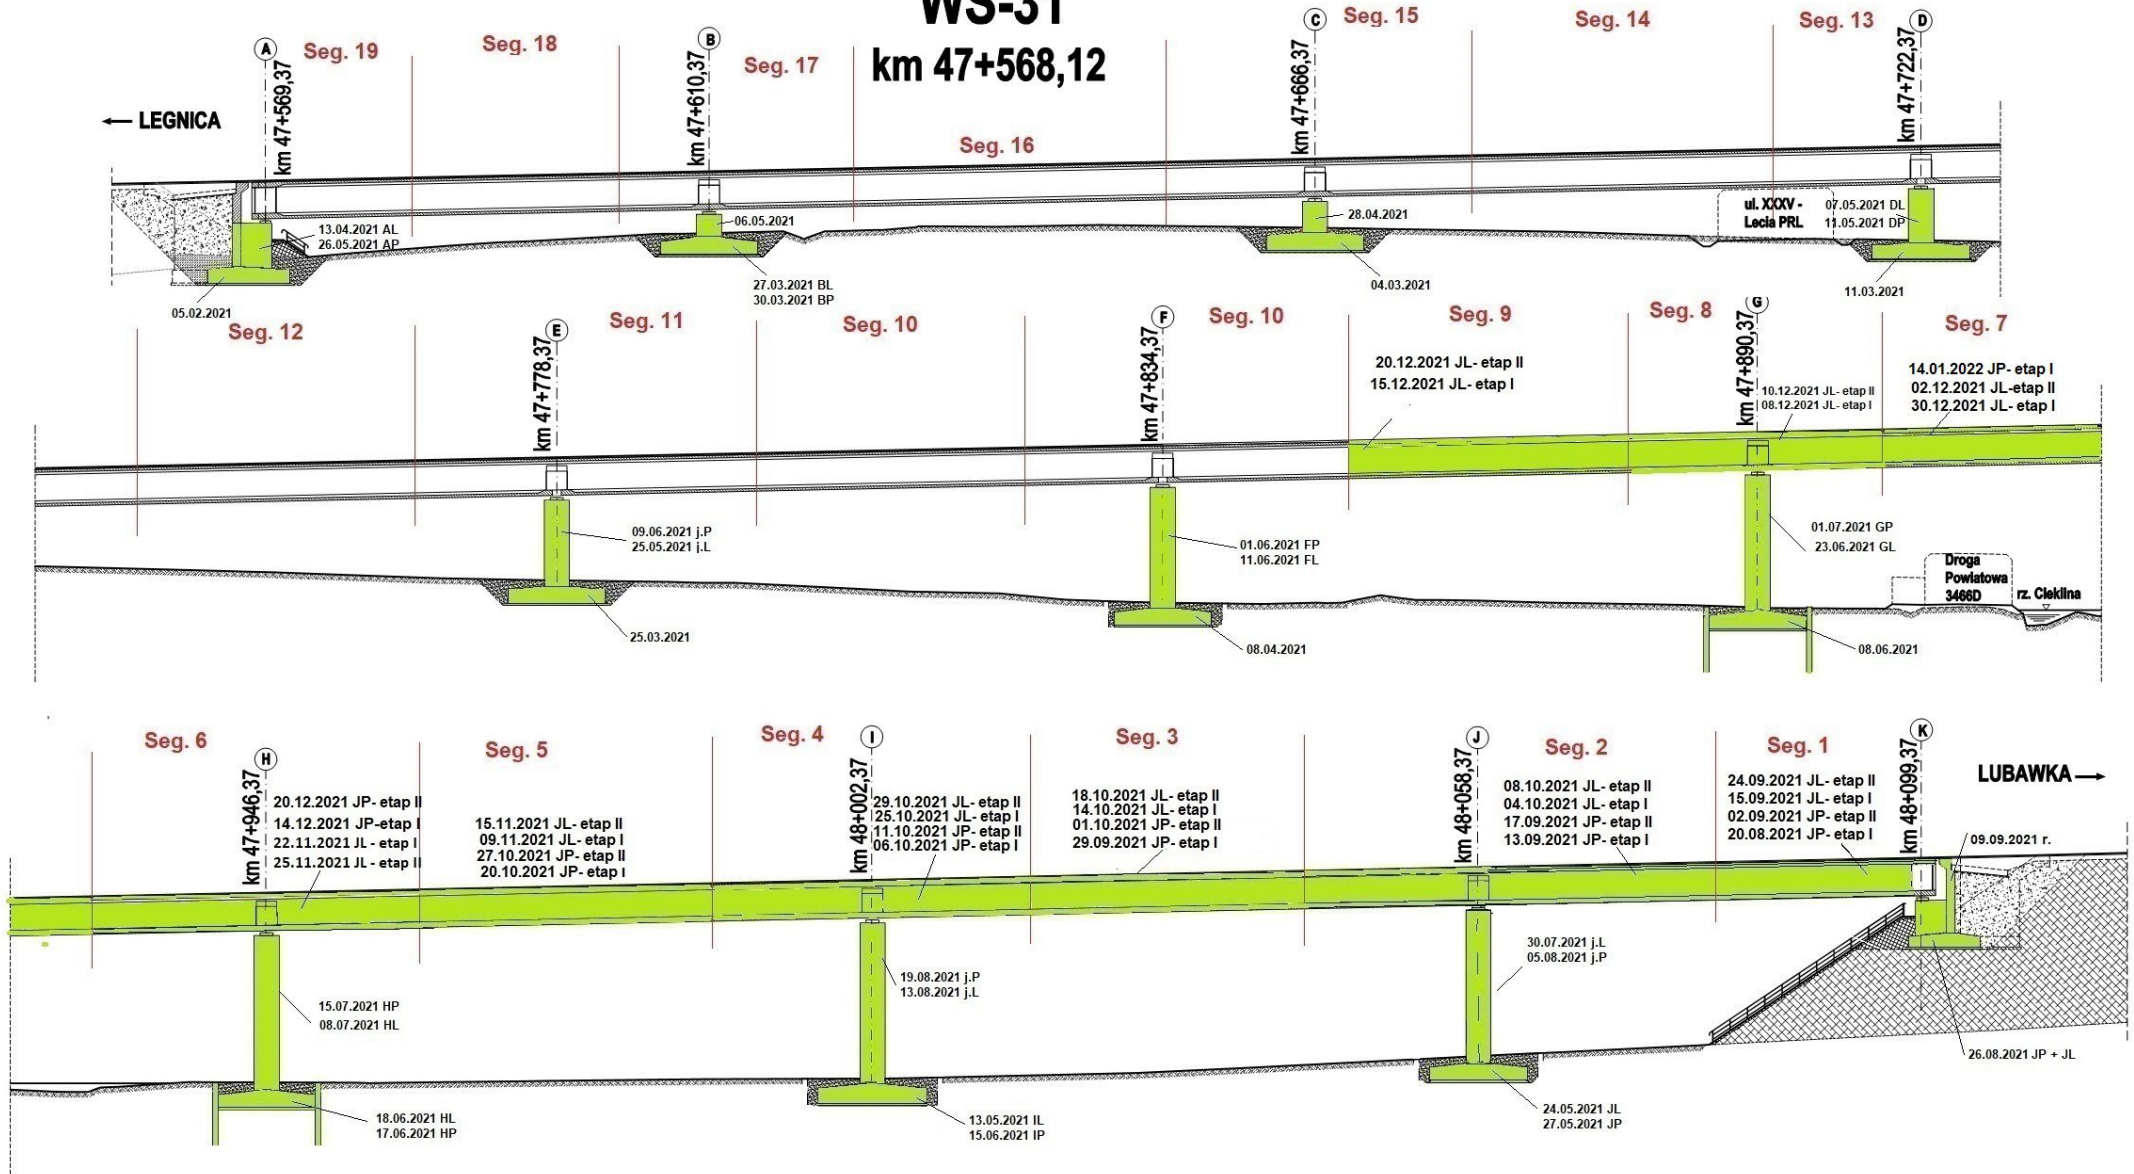 WS-31
km 47+568,12
← LEGNICA
A
km 47+569,37
Seg. 19
Seg. 18
B
km 47+610,37
Seg. 17
Seg. 16
C
km 47+666,37
Seg. 15
Seg. 14
Seg. 13
D
km 47+722,37
13.04.2021 AL
26.05.2021 AP
05.02.2021
06.05.2021
27.03.2021 BL
30.03.2021 BP
28.04.2021
04.03.2021
ul. XXXV -
Lecia PRL
07.05.2021 DL
11.05.2021 DP
11.03.2021
Seg. 12
E
km 47+778,37
Seg. 11
Seg. 10
F
km 47+834,37
Seg. 10
Seg. 9
Seg. 8
G
km 47+890,37
Seg. 7
20.12.2021 JL- etap II
15.12.2021 JL- etap I
10.12.2021 JL- etap II
08.12.2021 JL- etap I
14.01.2022 JP- etap I
02.12.2021 JL-etap II
30.12.2021 JL- etap I
09.06.2021 j.P
25.05.2021 j.L
25.03.2021
01.06.2021 FP
11.06.2021 FL
08.04.2021
01.07.2021 GP
23.06.2021 GL
08.06.2021
Droga
Powiatowa
3466D
rz. Cieklina
Seg. 6
H
km 47+946,37
Seg. 5
Seg. 4
I
km 48+002,37
Seg. 3
J
km 48+058,37
Seg. 2
Seg. 1
K
km 48+099,37
LUBAWKA →
20.12.2021 JP- etap II
14.12.2021 JP-etap I
22.11.2021 JL - etap I
25.11.2021 JL - etap II
15.11.2021 JL- etap II
09.11.2021 JL- etap I
27.10.2021 JP- etap II
20.10.2021 JP- etap I
29.10.2021 JL- etap II
25.10.2021 JL- etap I
11.10.2021 JP- etap II
06.10.2021 JP- etap I
18.10.2021 JL- etap II
14.10.2021 JL- etap I
01.10.2021 JP- etap II
29.09.2021 JP- etap I
08.10.2021 JL- etap II
04.10.2021 JL- etap I
17.09.2021 JP- etap II
13.09.2021 JP- etap I
24.09.2021 JL- etap II
15.09.2021 JL- etap I
02.09.2021 JP- etap II
20.08.2021 JP- etap I
09.09.2021 r.
15.07.2021 HP
08.07.2021 HL
18.06.2021 HL
17.06.2021 HP
19.08.2021 j.P
13.08.2021 j.L
13.05.2021 IL
15.06.2021 IP
30.07.2021 j.L
05.08.2021 j.P
24.05.2021 JL
27.05.2021 JP
26.08.2021 JP + JL